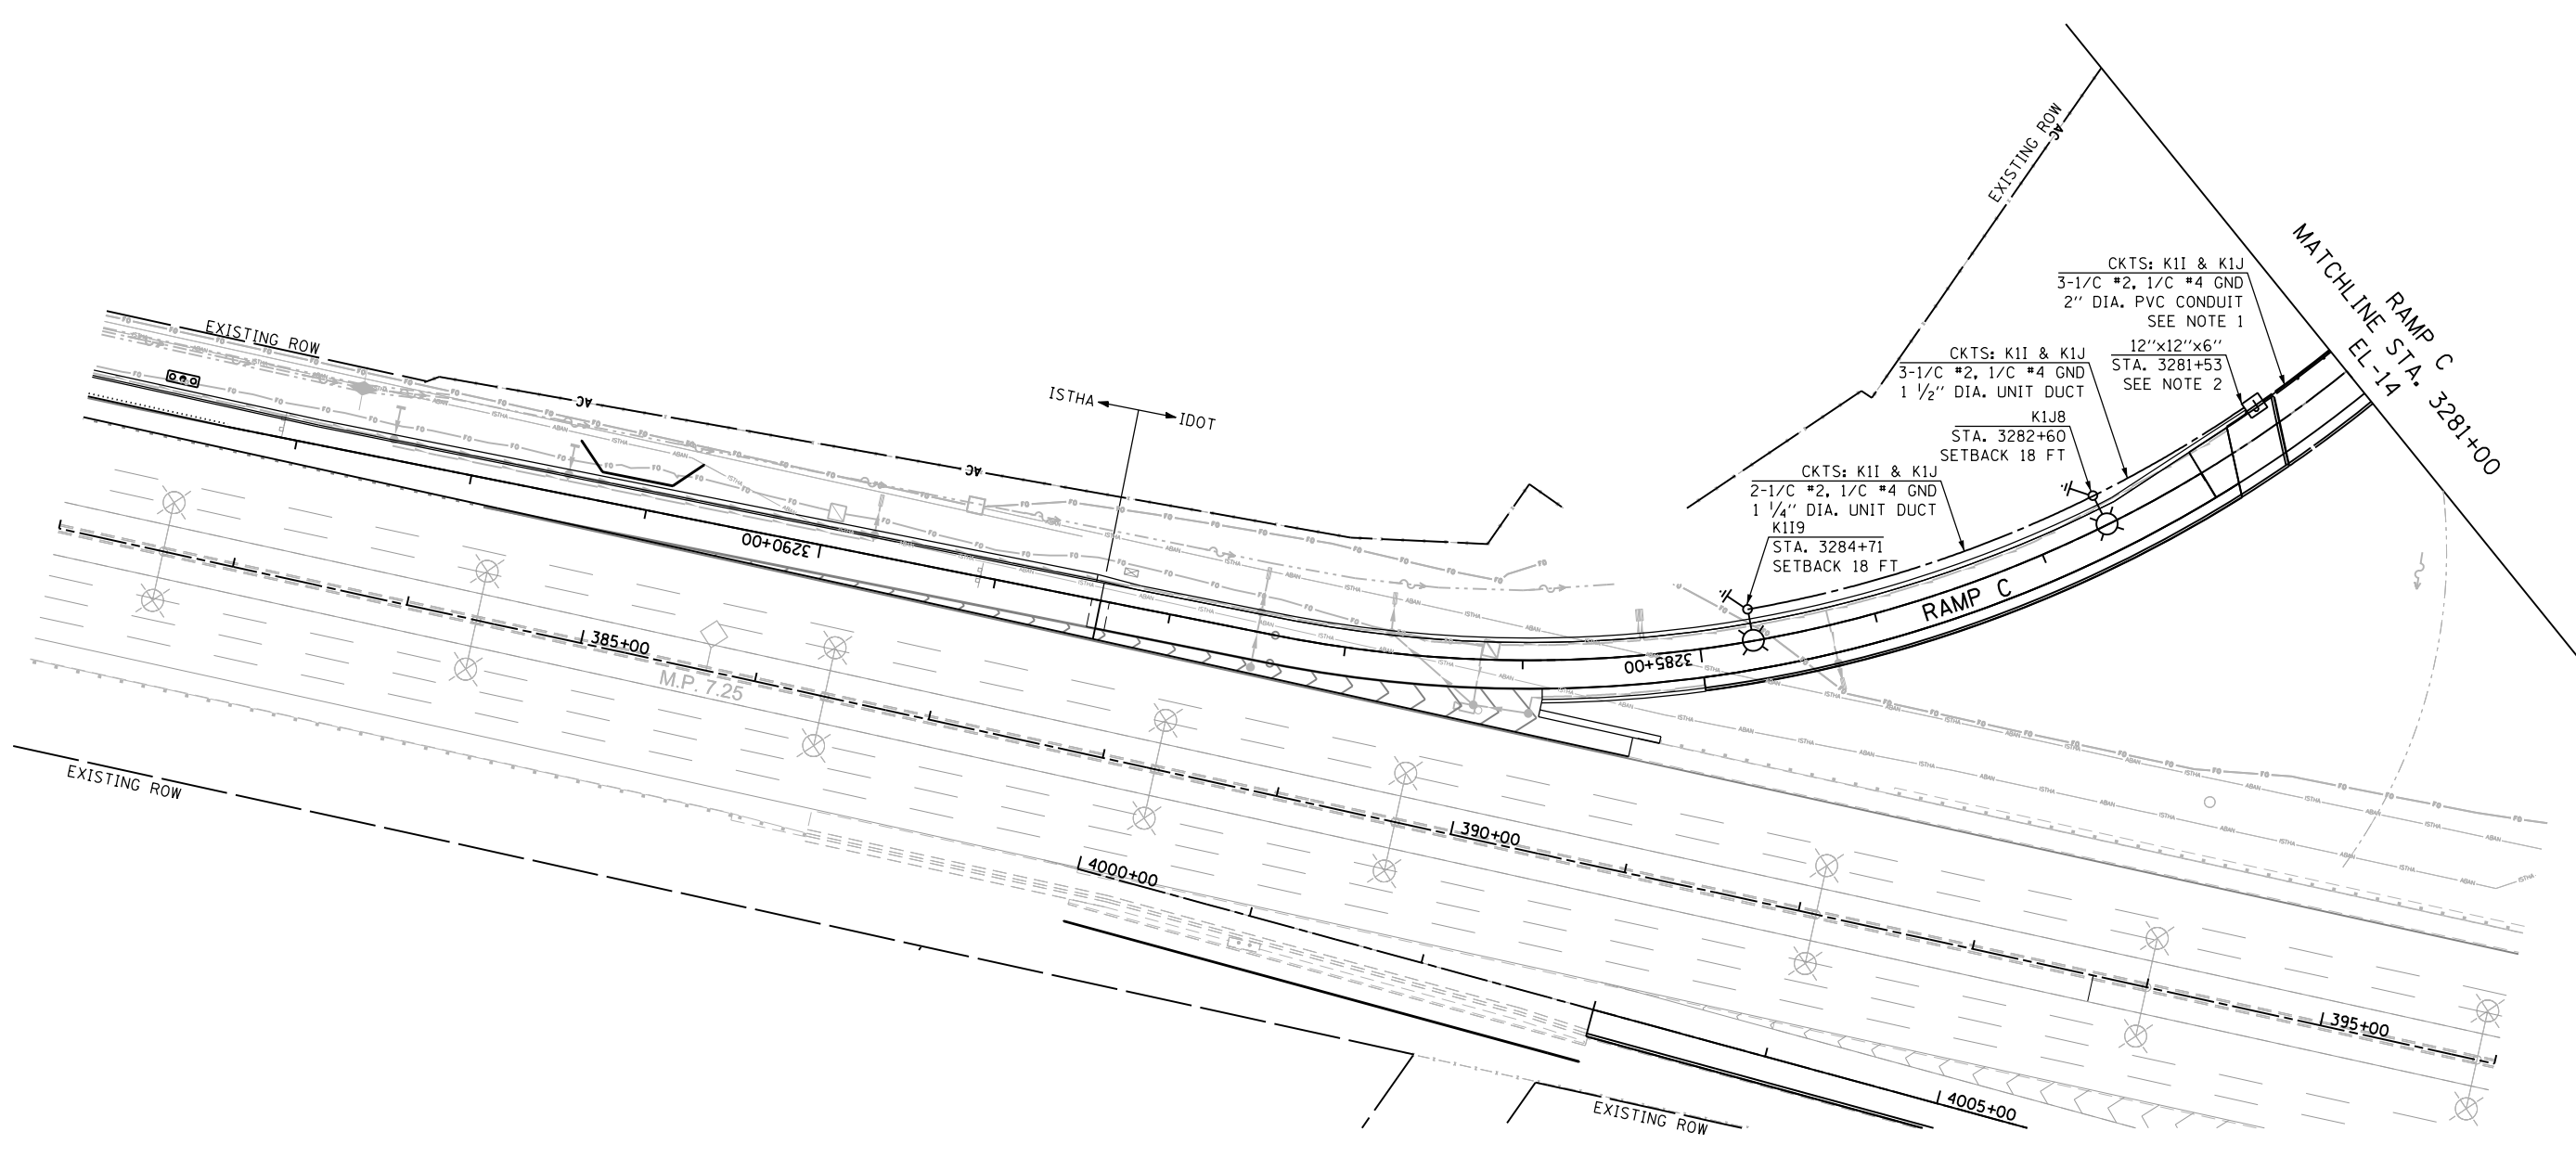 EXISTING ROW
AC
RAMP C
MATCHLINE STA. 3281+00
EL-14
CKTS: K1I & K1J
3-1/C #2, 1/C #4 GND
2" DIA. PVC CONDUIT
SEE NOTE 1
12"x12"x6"
STA. 3281+53
SEE NOTE 2
CKTS: K1I & K1J
3-1/C #2, 1/C #4 GND
1 1/2" DIA. UNIT DUCT
K1J8
STA. 3282+60
SETBACK 18 FT
CKTS: K1I & K1J
2-1/C #2, 1/C #4 GND
1 1/4" DIA. UNIT DUCT
K1I9
STA. 3284+71
SETBACK 18 FT
EXISTING ROW
AC
ISTHA
IDOT
AC
3290+00
3285+00
RAMP C
385+00
M.P. 7.25
390+00
395+00
4000+00
4005+00
EXISTING ROW
EXISTING ROW